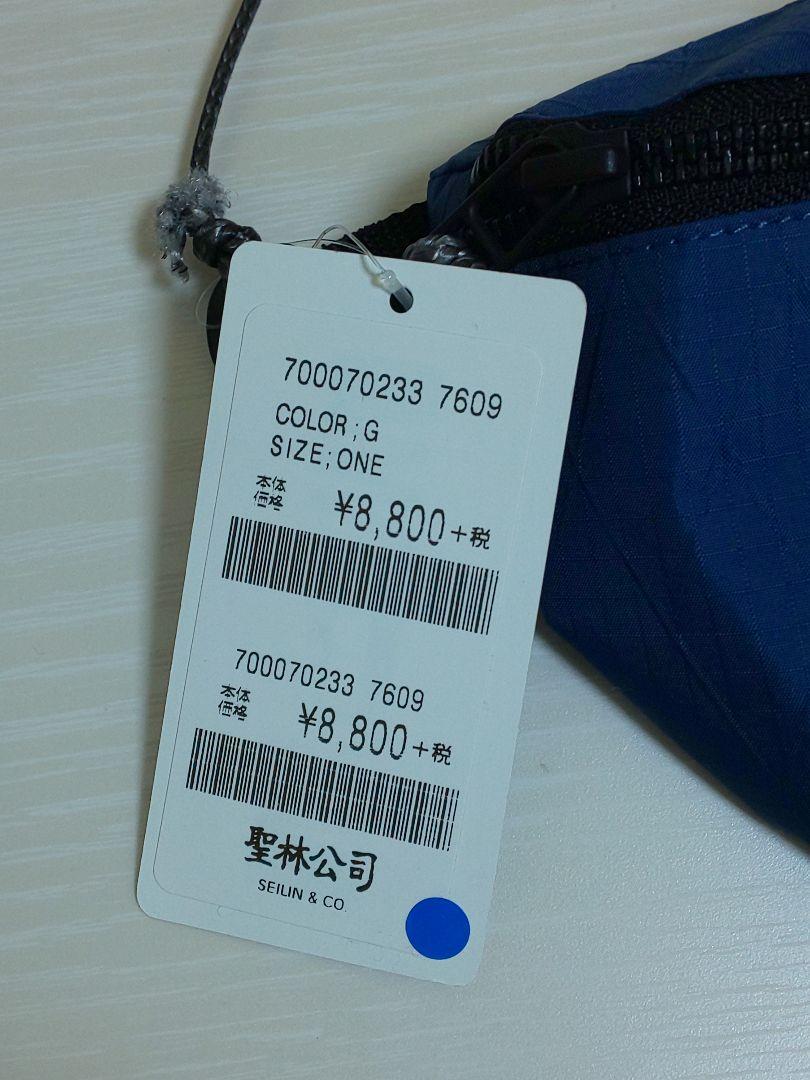 700070233 7609
COLOR;G
SIZE;ONE
本体
価格
¥8,800+税
700070233 7609
本体
価格
¥8,800+税
聖林公司
SEILIN & CO.